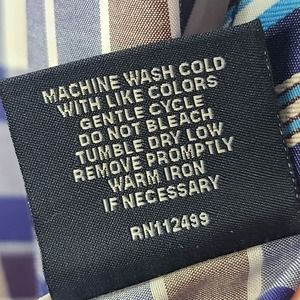 MACHINE WASH COLD
WITH LIKE COLORS
GENTLE CYCLE
DO NOT BLEACH
TUMBLE DRY LOW
REMOVE PROMPTLY
WARM IRON
IF NECESSARY
RN112499